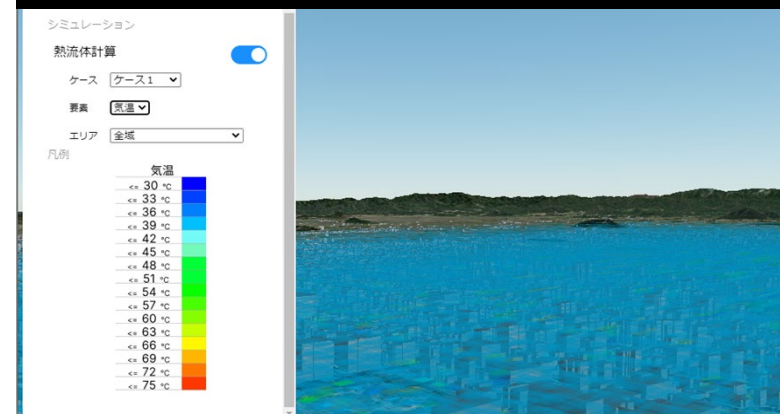 シミュレーション
熱流体計算
ケース ケース1
要素 気温
エリア 全域
凡例
気温
<= 30 ℃
<= 33 ℃
<= 36 ℃
<= 39 ℃
<= 42 ℃
<= 45 ℃
<= 48 ℃
<= 51 ℃
<= 54 ℃
<= 57 ℃
<= 60 ℃
<= 63 ℃
<= 66 ℃
<= 69 ℃
<= 72 ℃
<= 75 ℃